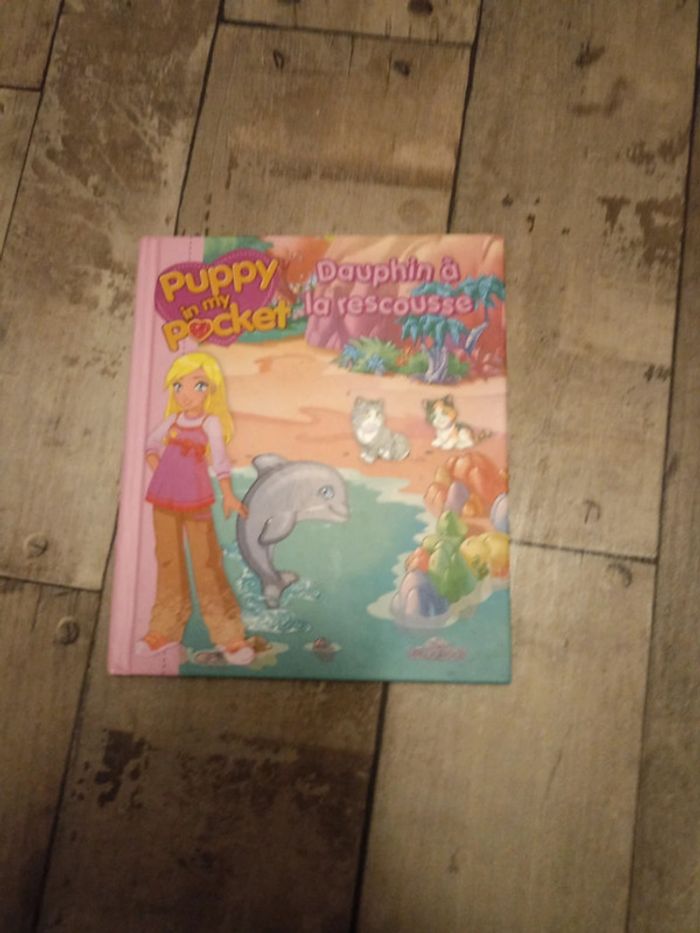 Puppy
in my
Pocket
Dauphin à
la rescousse